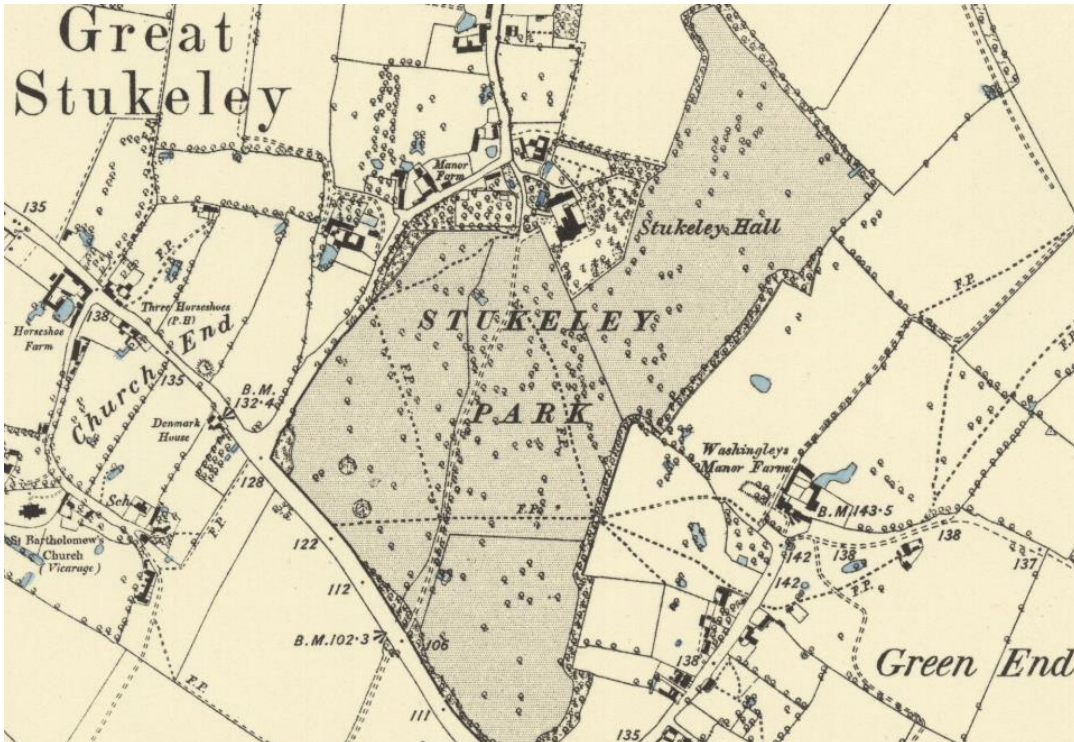 Great
Stukeley
Manor
Farm
Stukeley Hall
135
F.P.
F.P.
Three Horseshoes
(P.H)
138
Horseshoe
Farm
STUKELEY
Church End
135
B.M.
132·4
F.P.
PARK
F.P.
F.P.
Denmark
House
Washingleys
Manor Farm
128
Sch.
F.P.
F.P.
B.M.143·5
St Bartholomew's
Church
(Vicarage)
122
142
138
138
137
112
142
F.P.
B.M.102·3
106
138
Green End
F.P.
111
135